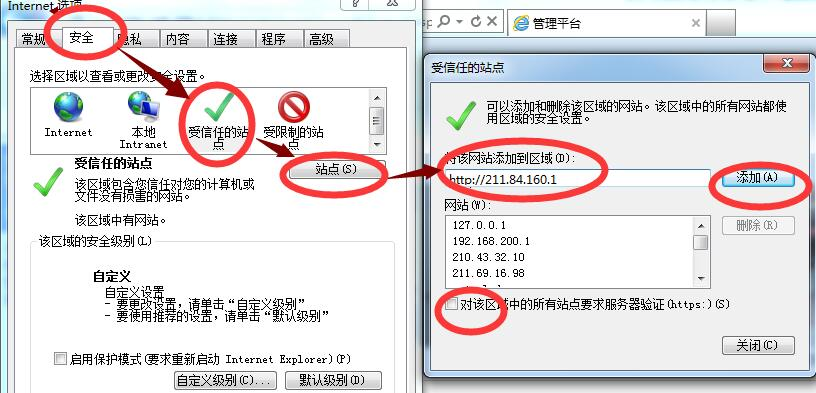 Internet 选项
常规
安全
隐私
内容
连接
程序
高级
选择区域以查看或更改安全设置。
Internet
本地
Intranet
受信任的站
点
受限制的站
点
受信任的站点
站点(S)
该区域包含您信任对您的计算机或
文件没有损害的网站。
该区域中有网站。
该区域的安全级别(L)
自定义
自定义设置
- 要更改设置，请单击“自定义级别”
- 要使用推荐的设置，请单击“默认级别”
启用保护模式(要求重新启动 Internet Explorer)(P)
自定义级别(C)...
默认级别(D)
管理平台
受信任的站点
可以添加和删除该区域的网站。该区域中的所有网站都使
用区域的安全设置。
将该网站添加到区域(D):
http://211.84.160.1
添加(A)
网站(W):
127.0.0.1
192.168.200.1
210.43.32.10
211.69.16.98
删除(R)
对该区域中的所有站点要求服务器验证(https:)(S)
关闭(C)